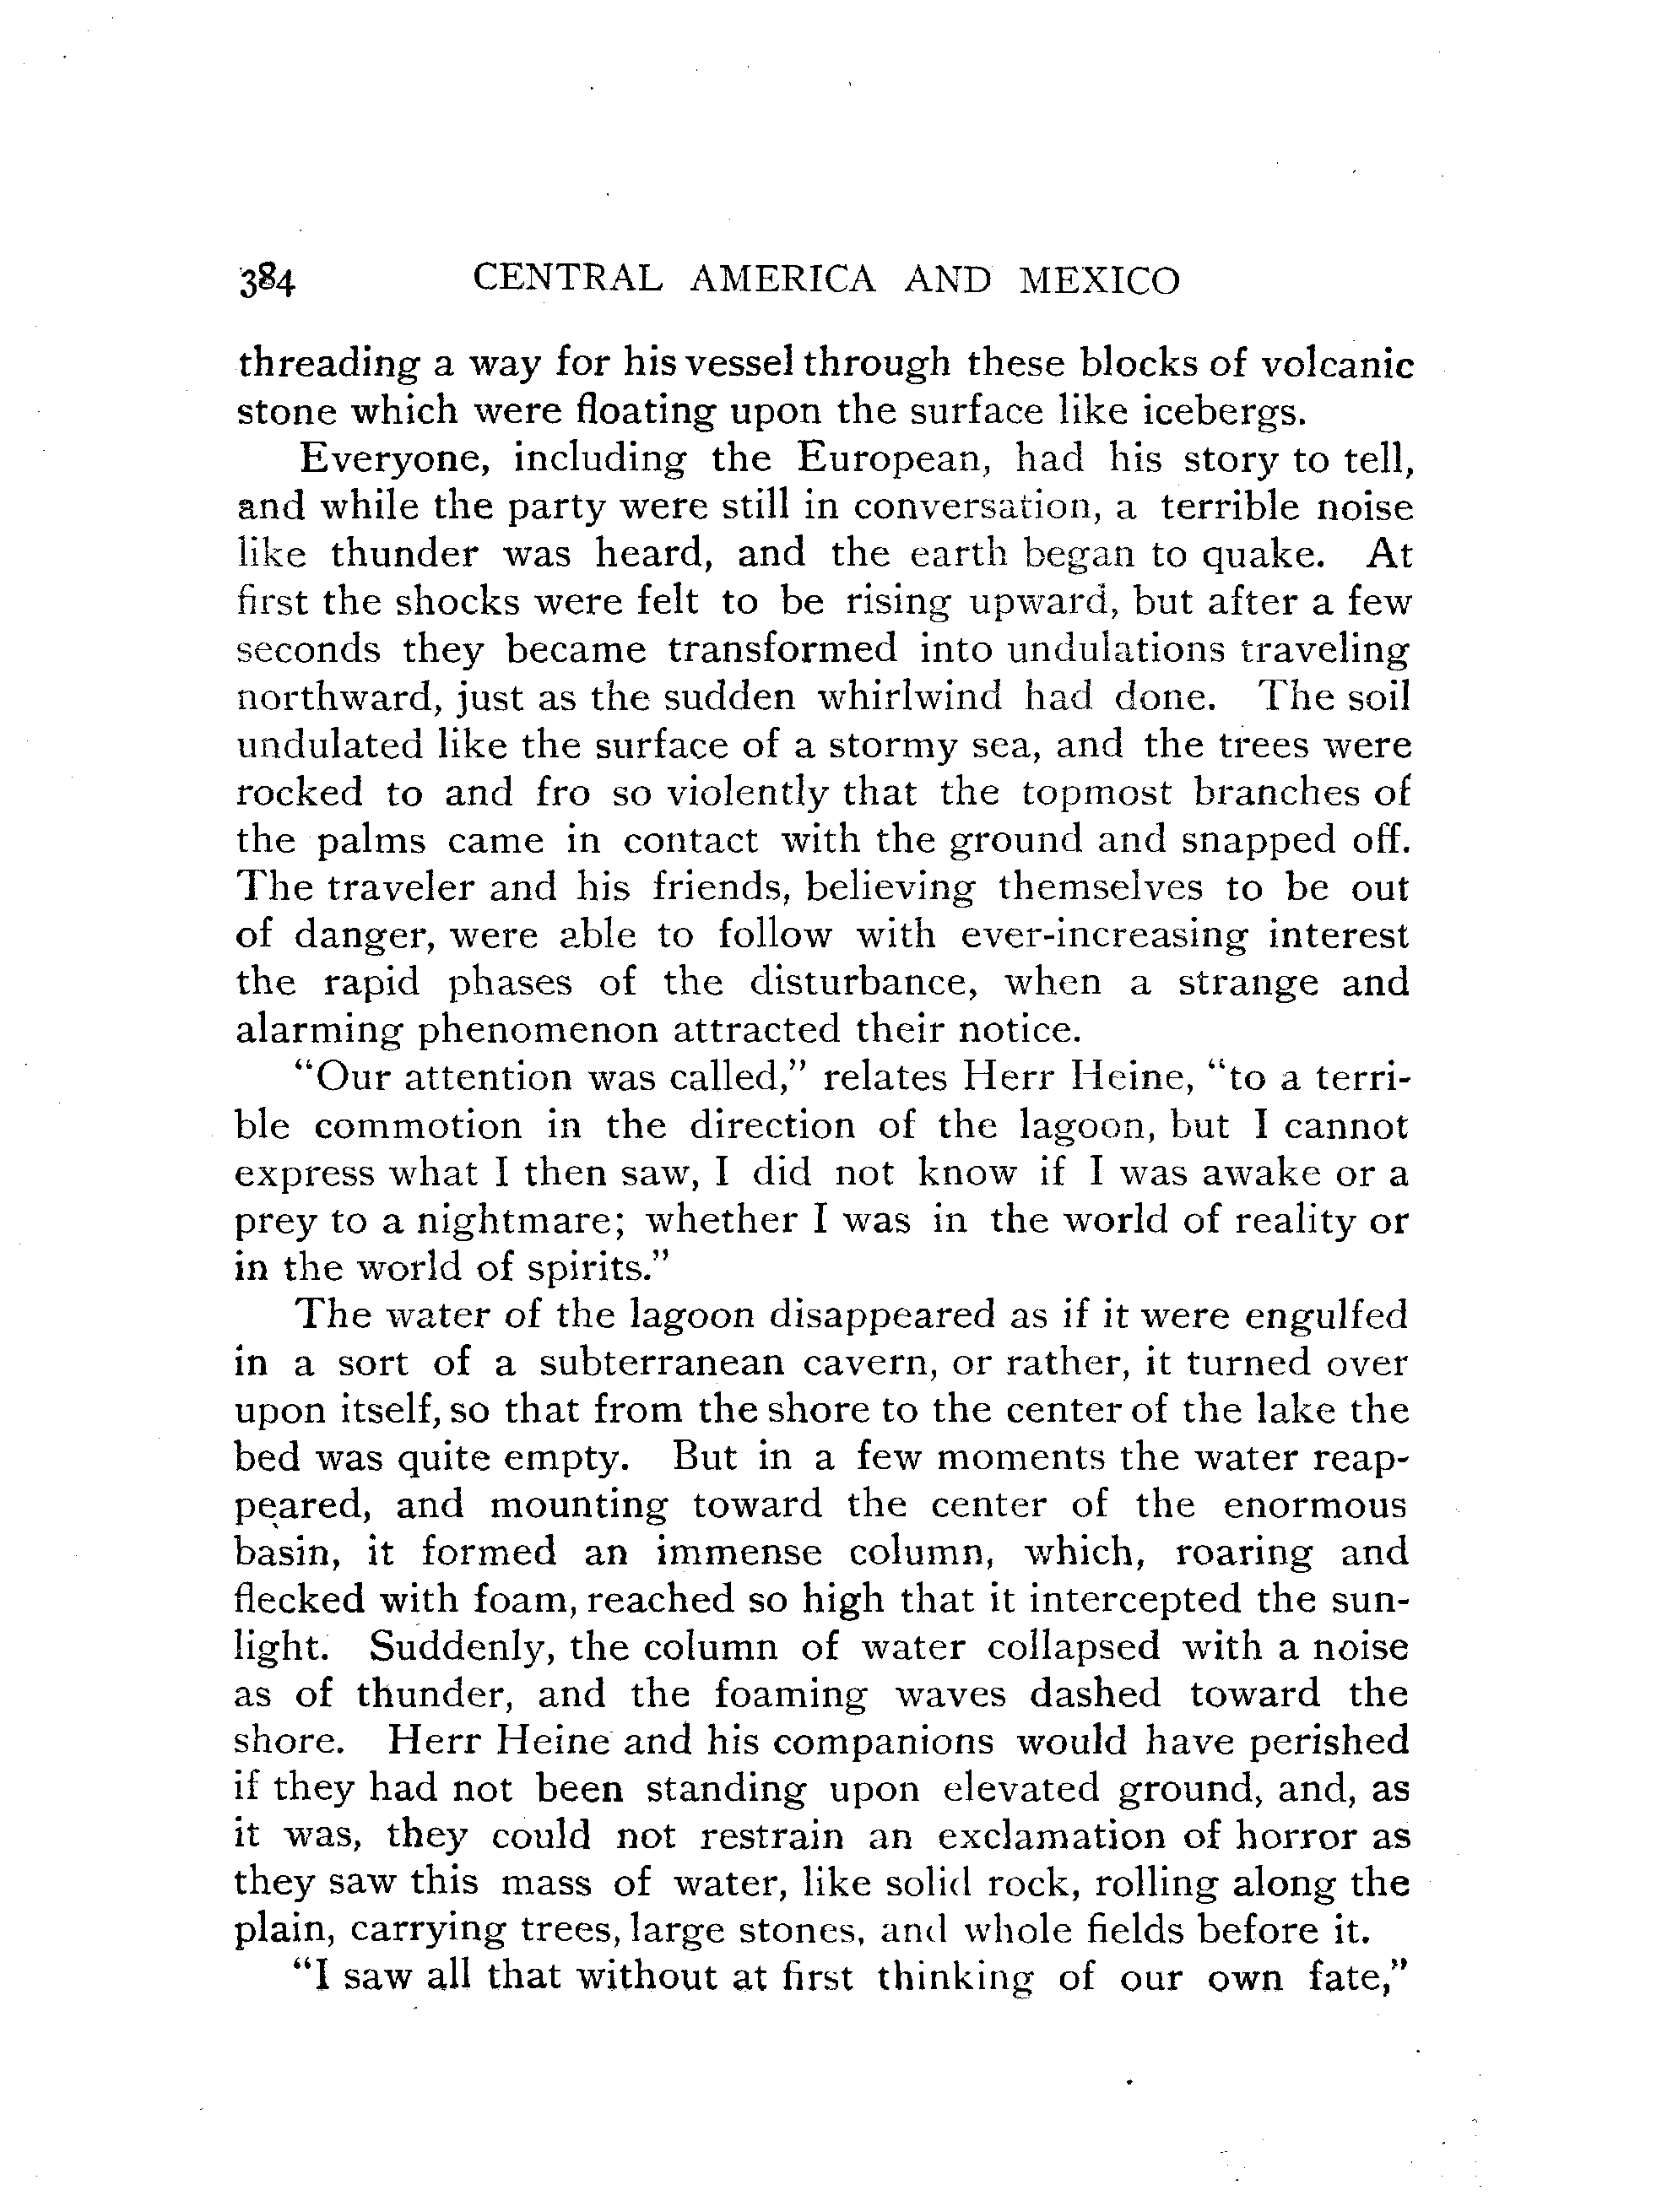 384 CENTRAL AMERICA AND MEXICO
threading a way for his vessel through these blocks of volcanic
stone which were floating upon the surface like icebergs.
Everyone, including the European, had his story to tell,
and while the party were still in conversation, a terrible noise
like thunder was heard, and the earth began to quake. At
first the shocks were felt to be rising upward, but after a few
seconds they became transformed into undulations traveling
northward, just as the sudden whirlwind had done. The soil
undulated like the surface of a stormy sea, and the trees were
rocked to and fro so violently that the topmost branches of
the palms came in contact with the ground and snapped off.
The traveler and his friends, believing themselves to be out
of danger, were able to follow with ever-increasing interest
the rapid phases of the disturbance, when a strange and
alarming phenomenon attracted their notice.
"Our attention was called," relates Herr Heine, "to a terri-
ble commotion in the direction of the lagoon, but I cannot
express what I then saw, I did not know if I was awake or a
prey to a nightmare; whether I was in the world of reality or
in the world of spirits."
The water of the lagoon disappeared as if it were engulfed
in a sort of a subterranean cavern, or rather, it turned over
upon itself, so that from the shore to the center of the lake the
bed was quite empty. But in a few moments the water reap-
peared, and mounting toward the center of the enormous
basin, it formed an immense column, which, roaring and
flecked with foam, reached so high that it intercepted the sun-
light. Suddenly, the column of water collapsed with a noise
as of thunder, and the foaming waves dashed toward the
shore. Herr Heine and his companions would have perished
if they had not been standing upon elevated ground, and, as
it was, they could not restrain an exclamation of horror as
they saw this mass of water, like solid rock, rolling along the
plain, carrying trees, large stones, and whole fields before it.
"I saw all that without at first thinking of our own fate,"